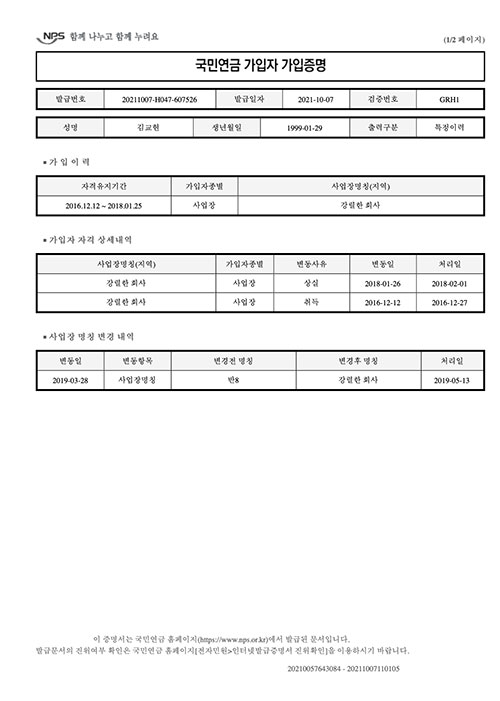 NPS 함께 나누고 함께 누려요
(1/2 페이지)
국민연금 가입자 가입증명
발급번호 20211007-H047-607526 발급일자 2021-10-07 검증번호 GRH1
성명 김교현 생년월일 1999-01-29 출력구분 특정이력
▪ 가 입 이 력
자격유지기간 가입자종별 사업장명칭(지역)
2016.12.12 ~ 2018.01.25 사업장 강렬한 회사
▪ 가입자 자격 상세내역
사업장명칭(지역) 가입자종별 변동사유 변동일 처리일
강렬한 회사 사업장 상실 2018-01-26 2018-02-01
강렬한 회사 사업장 취득 2016-12-12 2016-12-27
▪ 사업장 명칭 변경 내역
변동일 변동항목 변경전 명칭 변경후 명칭 처리일
2019-03-28 사업장명칭 반8 강렬한 회사 2019-05-13
이 증명서는 국민연금 홈페이지(https://www.nps.or.kr)에서 발급된 문서입니다.
발급문서의 진위여부 확인은 국민연금 홈페이지[전자민원>인터넷발급증명서 진위확인]을 이용하시기 바랍니다.
20210057643084 - 20211007110105